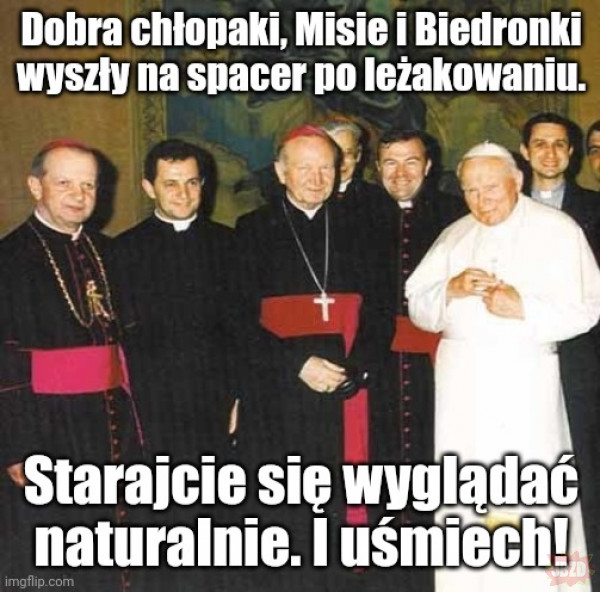 Dobra chłopaki, Misie i Biedronki
wyszły na spacer po leżakowaniu.
Starajcie się wyglądać
naturalnie. I uśmiech!
imgflip.com